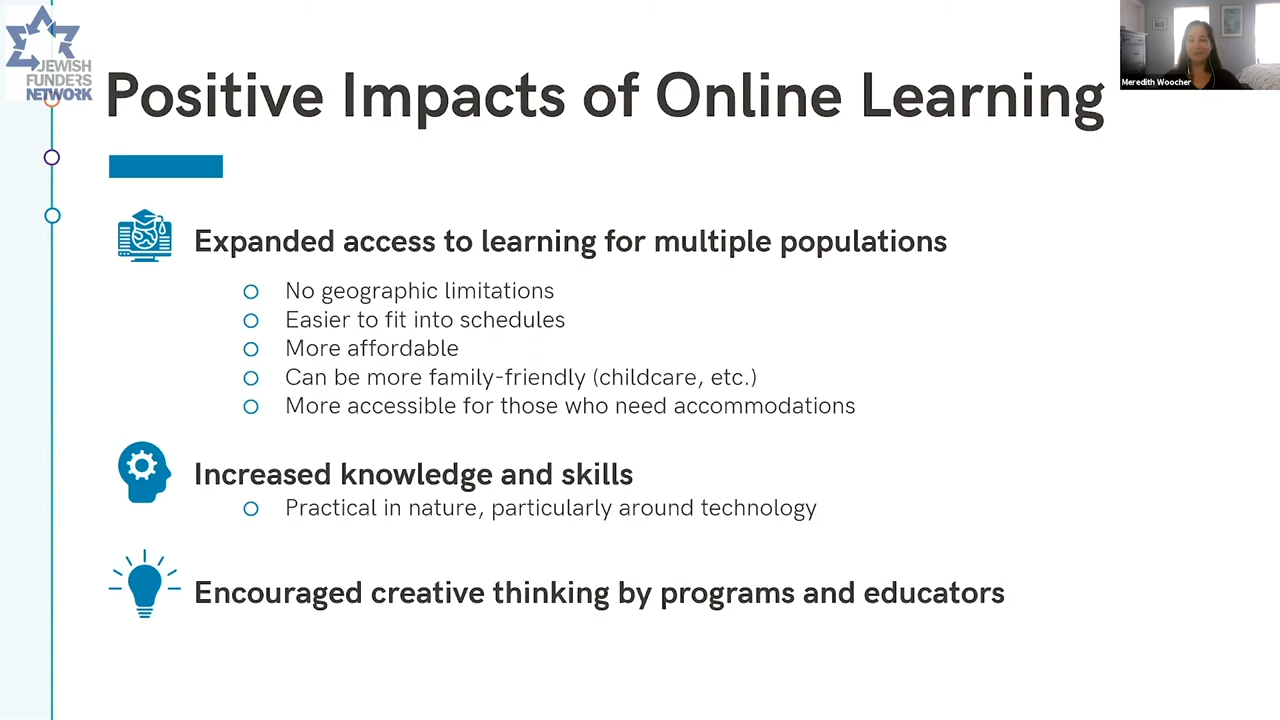 JEWISH
FUNDERS
NETWORK
Positive Impacts of Online Learning
Meredith Woocher
Expanded access to learning for multiple populations
No geographic limitations
Easier to fit into schedules
More affordable
Can be more family-friendly (childcare, etc.)
More accessible for those who need accommodations
Increased knowledge and skills
Practical in nature, particularly around technology
Encouraged creative thinking by programs and educators